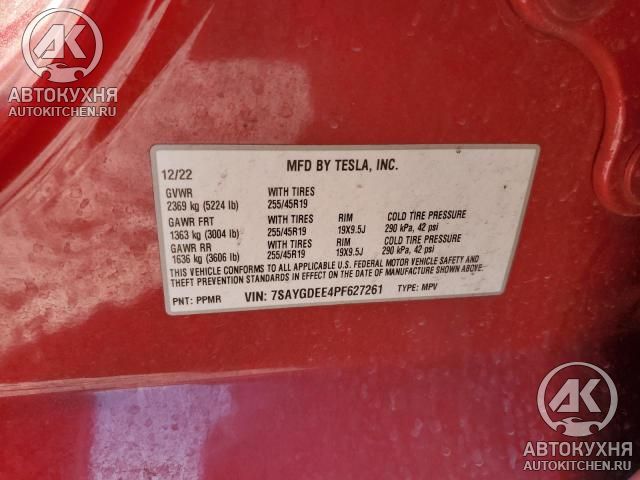 AK
АВТОКУХНЯ
AUTOKITCHEN.RU
MFD BY TESLA, INC.
12/22
GVWR WITH TIRES
2369 kg (5224 lb) 255/45R19
GAWR FRT WITH TIRES RIM COLD TIRE PRESSURE
1363 kg (3004 lb) 255/45R19 19X9.5J 290 kPa, 42 psi
GAWR RR WITH TIRES RIM COLD TIRE PRESSURE
1636 kg (3606 lb) 255/45R19 19X9.5J 290 kPa, 42 psi
THIS VEHICLE CONFORMS TO ALL APPLICABLE U.S. FEDERAL MOTOR VEHICLE SAFETY AND
THEFT PREVENTION STANDARDS IN EFFECT ON THE DATE OF MANUFACTURE SHOWN ABOVE.
PNT: PPMR VIN: 7SAYGDEE4PF627261 TYPE: MPV
AK
АВТОКУХНЯ
AUTOKITCHEN.RU